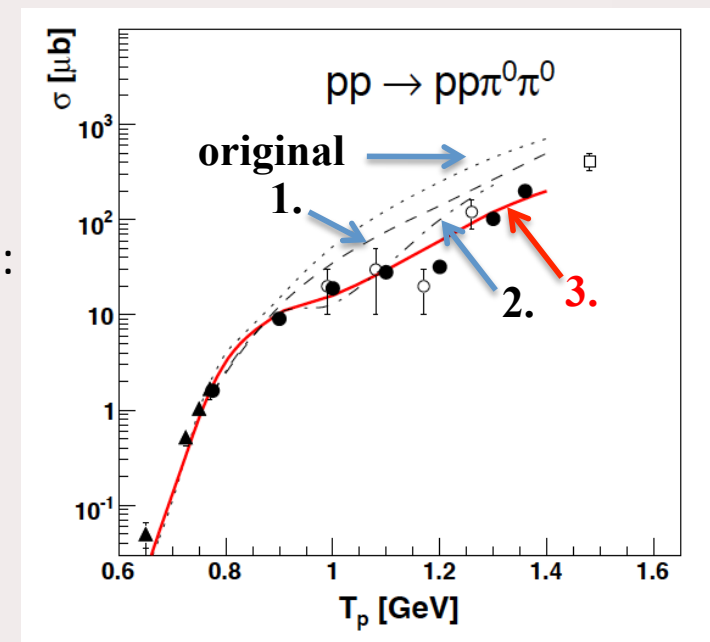 σ [μb]
pp → ppπ⁰π⁰
10³
original
1.
10²
:
2.
3.
10
1
10⁻¹
0.6 0.8 1 1.2 1.4 1.6
Tₚ [GeV]